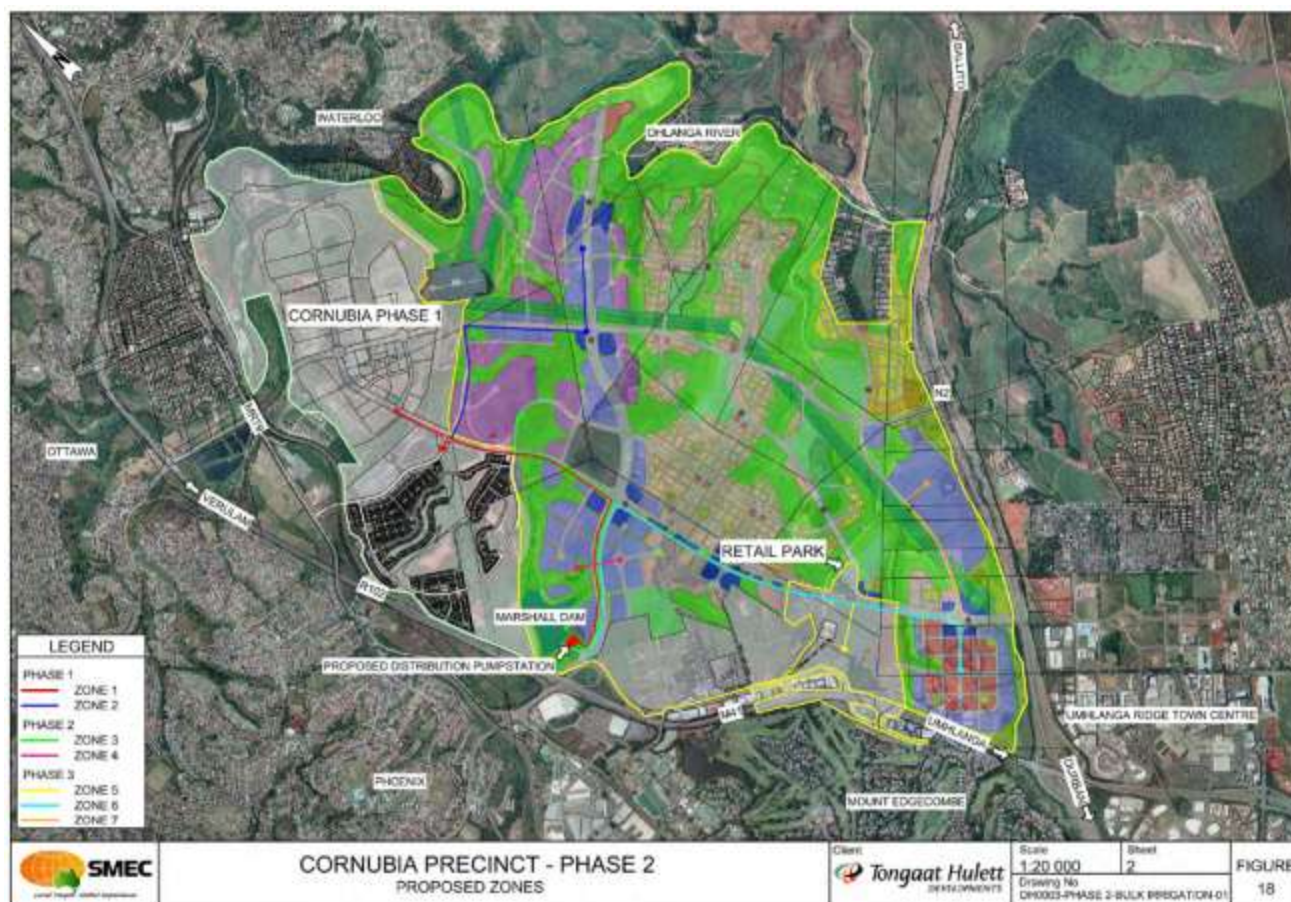 N
BALLITO
WATERLOO
OHLANGA RIVER
CORNUBIA PHASE 1
N2
OTTAWA
VERULAM
RETAIL PARK
R102
MARSHALL DAM
PROPOSED DISTRIBUTION PUMPSTATION
M41
UMHLANGA
UMHLANGA RIDGE TOWN CENTRE
PHOENIX
MOUNT EDGECOMBE
DURBAN
LEGEND
PHASE 1
ZONE 1
ZONE 2
PHASE 2
ZONE 3
ZONE 4
PHASE 3
ZONE 5
ZONE 6
ZONE 7
SMEC
CORNUBIA PRECINCT - PHASE 2
PROPOSED ZONES
Client
Tongaat Hulett
DEVELOPMENTS
Scale
1:20 000
Sheet
2
Drawing No
FIGURE
18